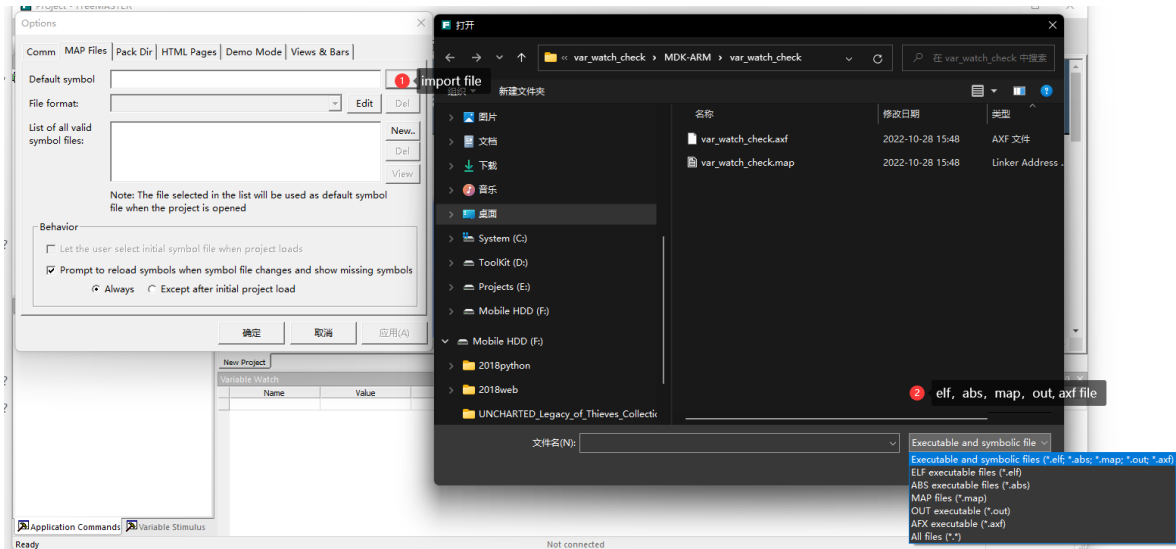 Project - FreeMASTER
Options
Comm
MAP Files
Pack Dir
HTML Pages
Demo Mode
Views & Bars
Default symbol
1
import file
File format:
Edit
Del
List of all valid
symbol files:
New..
Del
View
Note: The file selected in the list will be used as default symbol
file when the project is opened
Behavior
Let the user select initial symbol file when project loads
Prompt to reload symbols when symbol file changes and show missing symbols
Always
Except after initial project load
确定
取消
应用(A)
New Project
Variable Watch
Name
Value
Application Commands
Variable Stimulus
Ready
Not connected
打开
« var_watch_check › MDK-ARM › var_watch_check
在 var_watch_check 中搜索
组织
新建文件夹
图片
文档
下载
音乐
桌面
System (C:)
ToolKit (D:)
Projects (E:)
Mobile HDD (F:)
Mobile HDD (F:)
2018python
2018web
UNCHARTED_Legacy_of_Thieves_Collectic
名称
修改日期
类型
var_watch_check.axf
2022-10-28 15:48
AXF 文件
var_watch_check.map
2022-10-28 15:48
Linker Address .
2
elf，abs，map，out, axf file
文件名(N):
Executable and symbolic file
Executable and symbolic files (*.elf; *.abs; *.map; *.out; *.axf)
ELF executable files (*.elf)
ABS executable files (*.abs)
MAP files (*.map)
OUT executable (*.out)
AFX executable (*.axf)
All files (*.*)